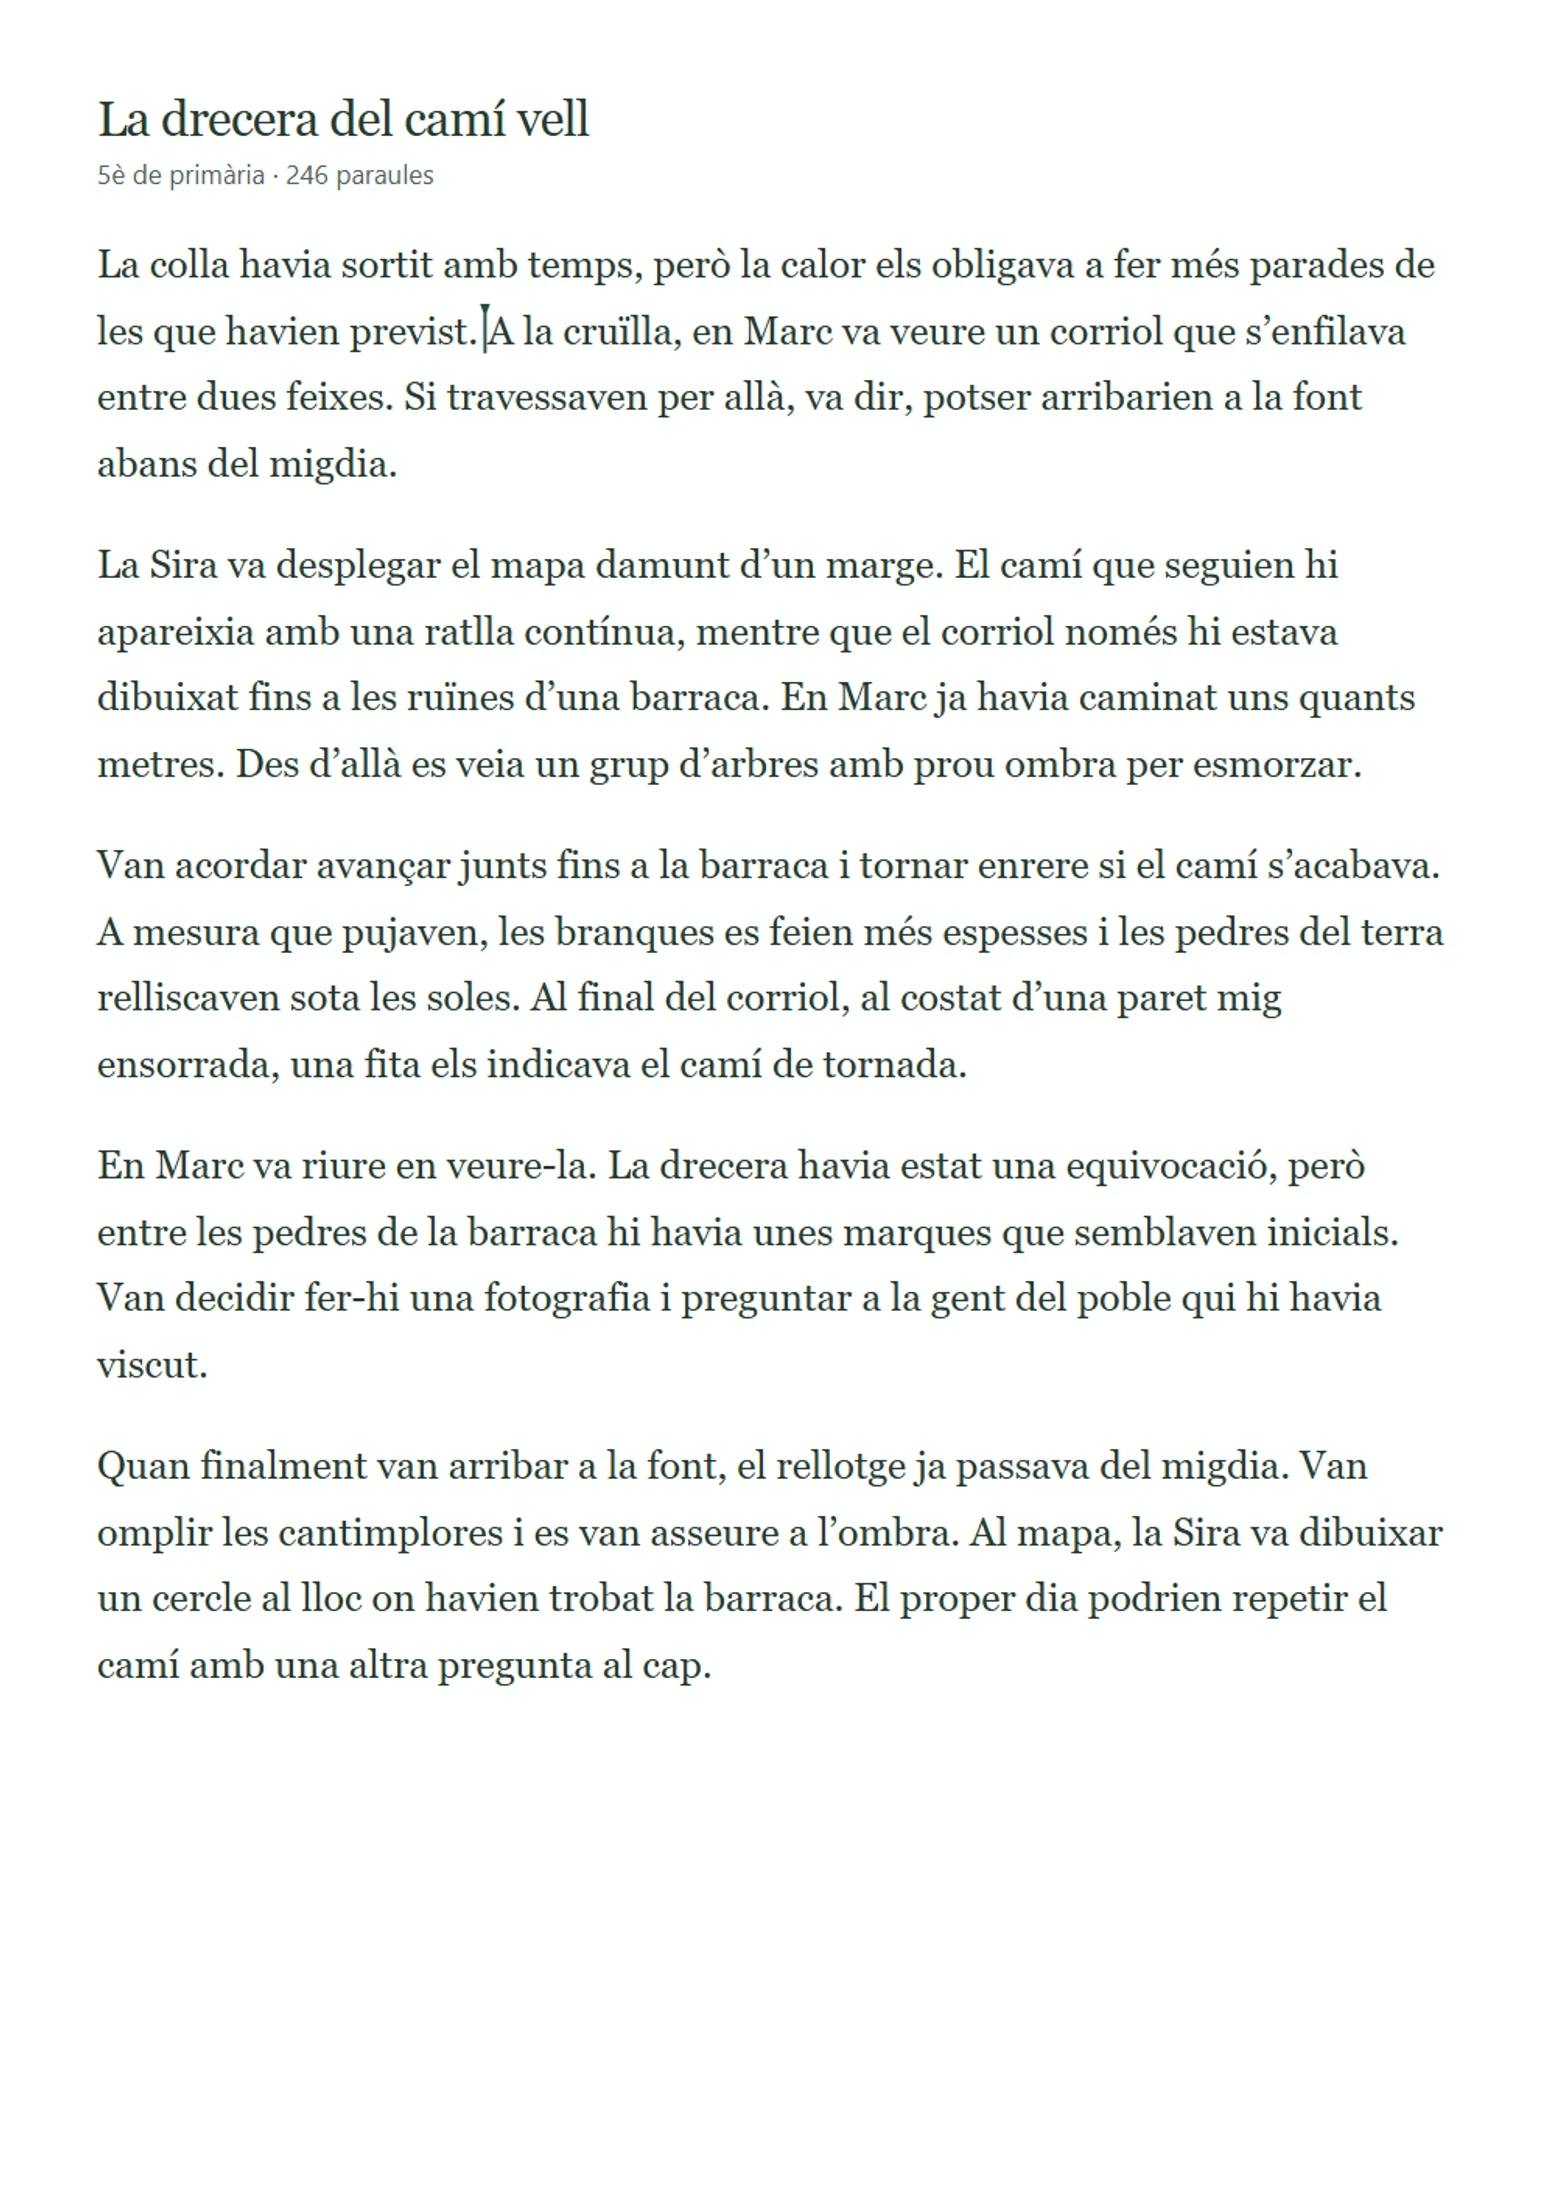 La drecera del camí vell
5è de primària · 246 paraules
La colla havia sortit amb temps, però la calor els obligava a fer més parades de
les que havien previst. A la cruïlla, en Marc va veure un corriol que s’enfilava
entre dues feixes. Si travessaven per allà, va dir, potser arribarien a la font
abans del migdia.
La Sira va desplegar el mapa damunt d’un marge. El camí que seguien hi
apareixia amb una ratlla contínua, mentre que el corriol només hi estava
dibuixat fins a les ruïnes d’una barraca. En Marc ja havia caminat uns quants
metres. Des d’allà es veia un grup d’arbres amb prou ombra per esmorzar.
Van acordar avançar junts fins a la barraca i tornar enrere si el camí s’acabava.
A mesura que pujaven, les branques es feien més espesses i les pedres del terra
relliscaven sota les soles. Al final del corriol, al costat d’una paret mig
ensorrada, una fita els indicava el camí de tornada.
En Marc va riure en veure-la. La drecera havia estat una equivocació, però
entre les pedres de la barraca hi havia unes marques que semblaven inicials.
Van decidir fer-hi una fotografia i preguntar a la gent del poble qui hi havia
viscut.
Quan finalment van arribar a la font, el rellotge ja passava del migdia. Van
omplir les cantimplores i es van asseure a l’ombra. Al mapa, la Sira va dibuixar
un cercle al lloc on havien trobat la barraca. El proper dia podrien repetir el
camí amb una altra pregunta al cap.